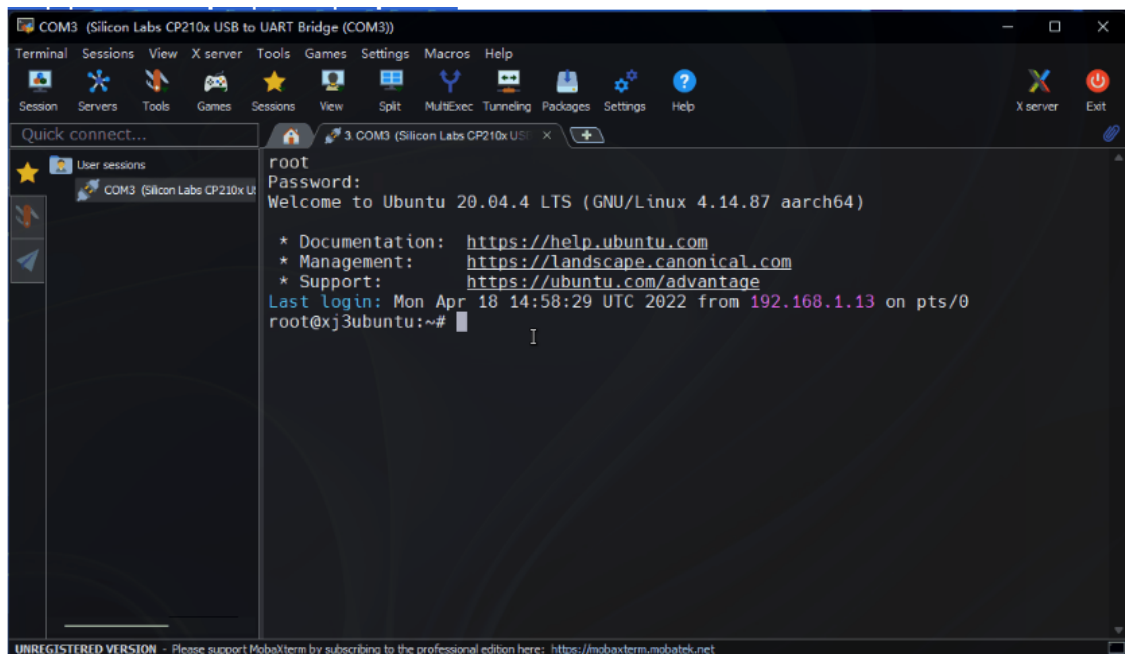 COM3 (Silicon Labs CP210x USB to UART Bridge (COM3))
Terminal Sessions View X server Tools Games Settings Macros Help
Session Servers Tools Games Sessions View Split MultiExec Tunneling Packages Settings Help X server Exit
Quick connect...
3. COM3 (Silicon Labs CP210x US
User sessions
COM3 (Silicon Labs CP210x U
root
Password:
Welcome to Ubuntu 20.04.4 LTS (GNU/Linux 4.14.87 aarch64)
* Documentation: https://help.ubuntu.com
* Management: https://landscape.canonical.com
* Support: https://ubuntu.com/advantage
Last login: Mon Apr 18 14:58:29 UTC 2022 from 192.168.1.13 on pts/0
root@xj3ubuntu:~#
UNREGISTERED VERSION - Please support MobaXterm by subscribing to the professional edition here: https://mobaxterm.mobatek.net